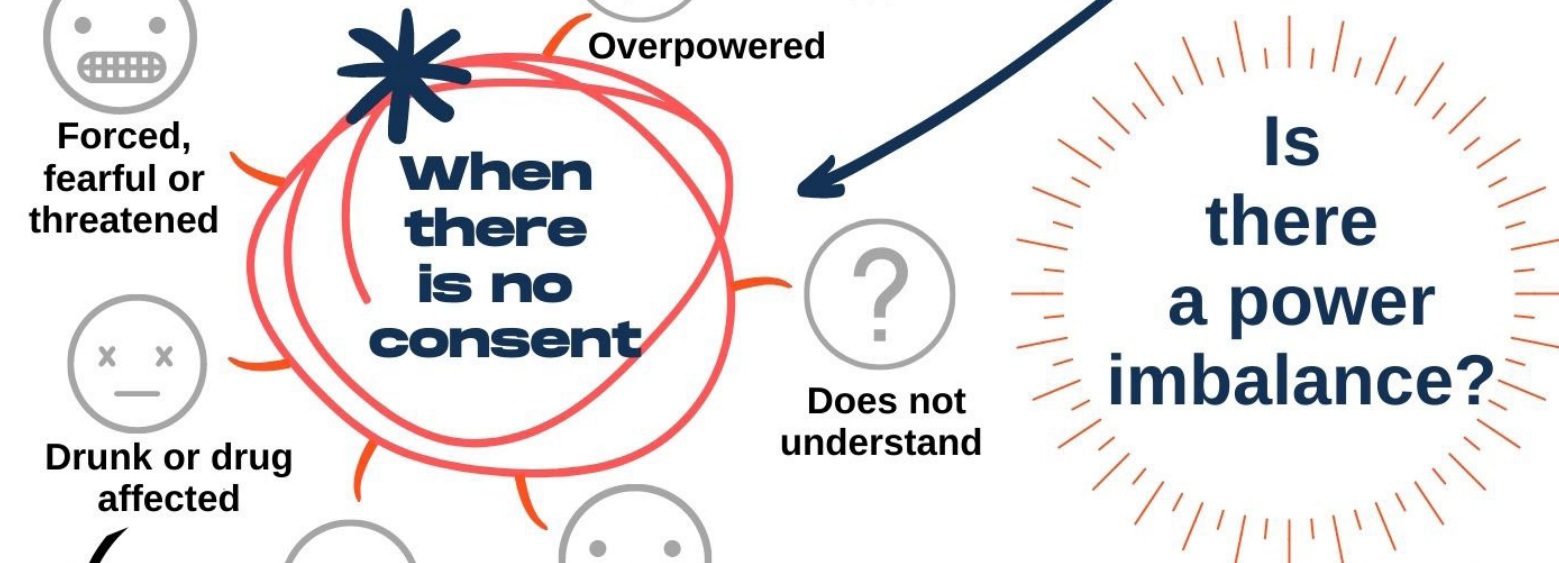 Overpowered
Forced,
fearful or
threatened
When
there
is no
consent
Is
there
a power
imbalance?
Does not
understand
Drunk or drug
affected